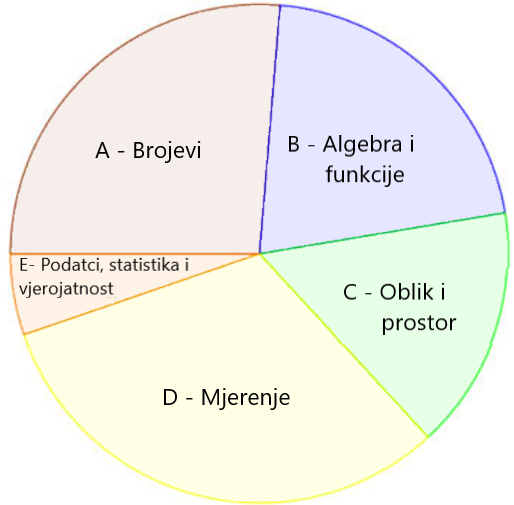 A - Brojevi
B - Algebra i
funkcije
E- Podatci, statistika i
vjerojatnost
C - Oblik i
prostor
D - Mjerenje